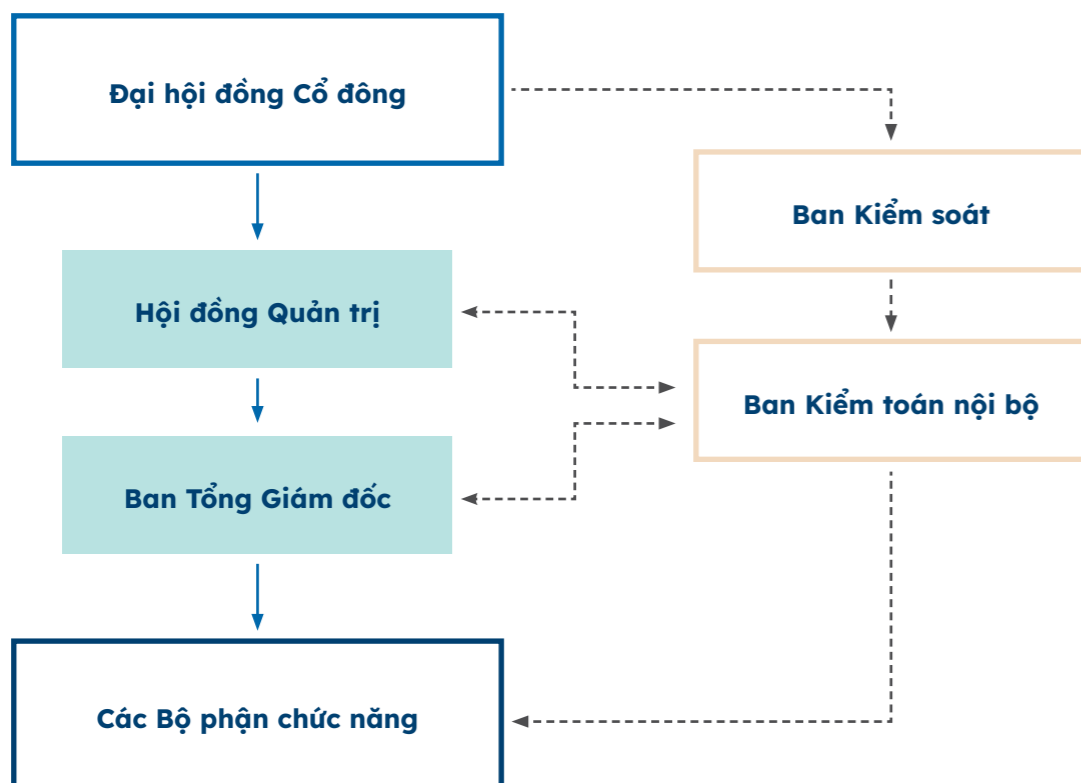 Đại hội đồng Cổ đông
Ban Kiểm soát
Hội đồng Quản trị
Ban Kiểm toán nội bộ
Ban Tổng Giám đốc
Các Bộ phận chức năng